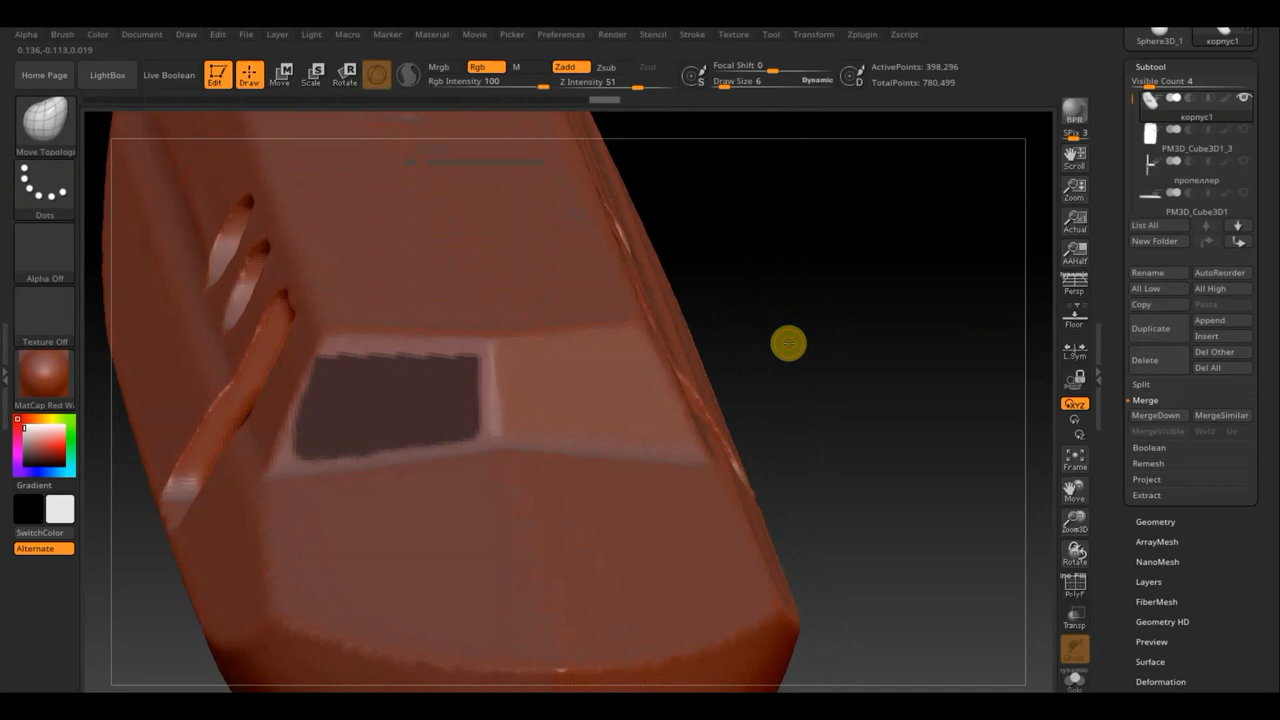 Alpha Brush Color Document Draw Edit File Layer Light Macro Marker Material Movie Picker Preferences Render Stencil Stroke Texture Tool Transform Zplugin Zscript
0.136,-0.113,0.019
Home Page LightBox Live Boolean Edit Draw Move Scale Rotate
Mrgb Rgb M Zadd Zsub Zcut
Rgb Intensity 100 Z Intensity 51
Focal Shift 0
Draw Size 6 Dynamic
ActivePoints: 398,296
TotalPoints: 780,499
Move Topologi
Dots
Alpha Off
Texture Off
MatCap Red Wa
Gradient
SwitchColor
Alternate
BPR
SPix 3
Scroll
Zoom
Actual
AAHalf
dynamic
Persp
Floor
L.Sym
XYZ
Frame
Move
Zoom3D
Rotate
PolyF
Transp
Ghost
dynamic
Solo
Sphere3D_1 корпус1
Subtool
Visible Count 4
корпус1
PM3D_Cube3D1_3
пропеллер
PM3D_Cube3D1
List All
New Folder
Rename AutoReorder
All Low All High
Copy Paste
Duplicate Append
Insert
Delete Del Other
Del All
Split
Merge
MergeDown MergeSimilar
MergeVisible Weld Uv
Boolean
Remesh
Project
Extract
Geometry
ArrayMesh
NanoMesh
Layers
FiberMesh
Geometry HD
Preview
Surface
Deformation